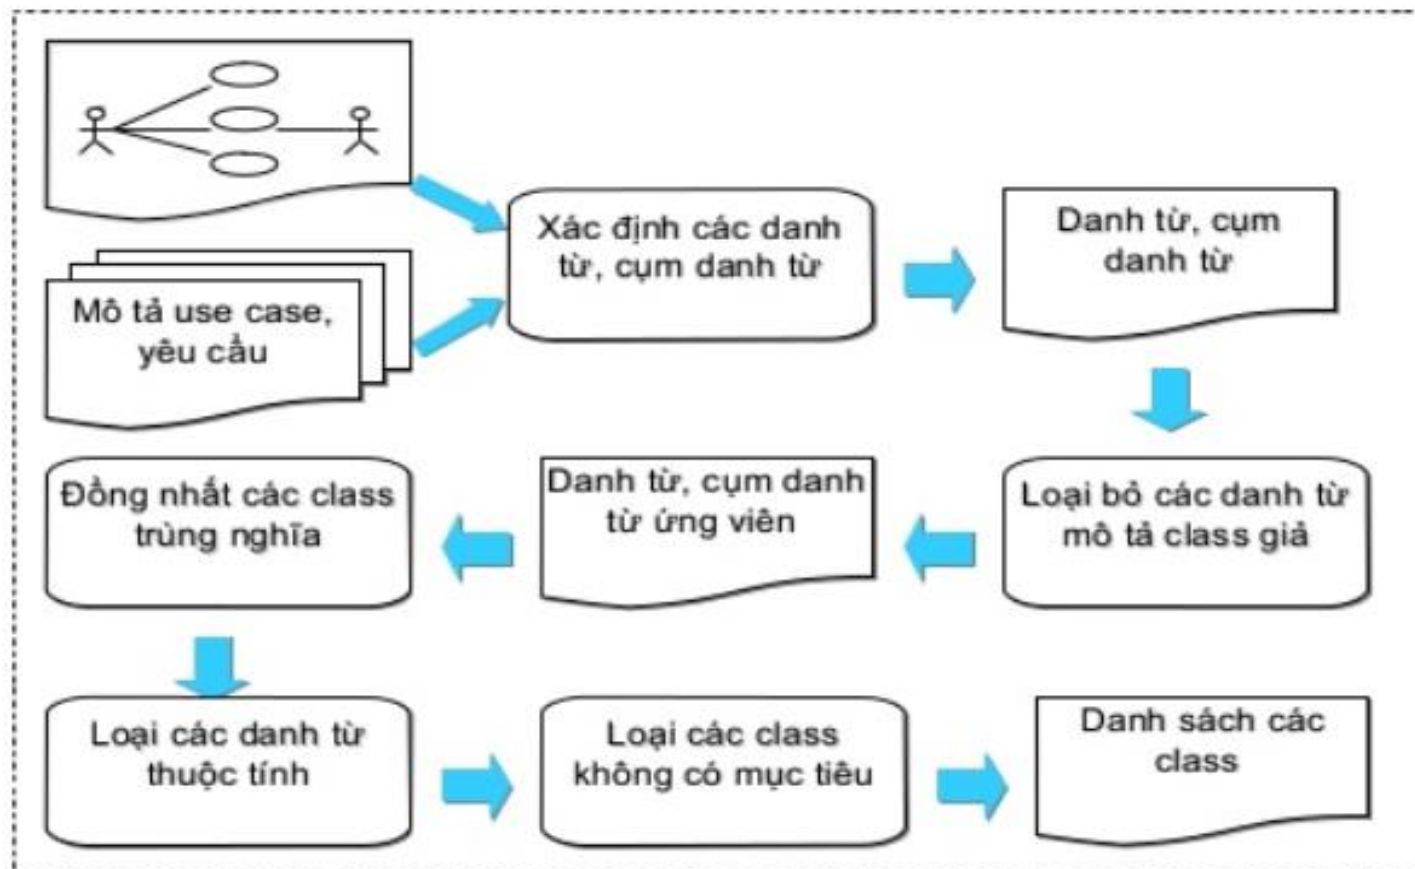 Xác định các danh
từ, cụm danh từ
Danh từ, cụm
danh từ
Mô tả use case,
yêu cầu
Đồng nhất các class
trùng nghĩa
Danh từ, cụm danh
từ ứng viên
Loại bỏ các danh từ
mô tả class giả
Loại các danh từ
thuộc tính
Loại các class
không có mục tiêu
Danh sách các
class